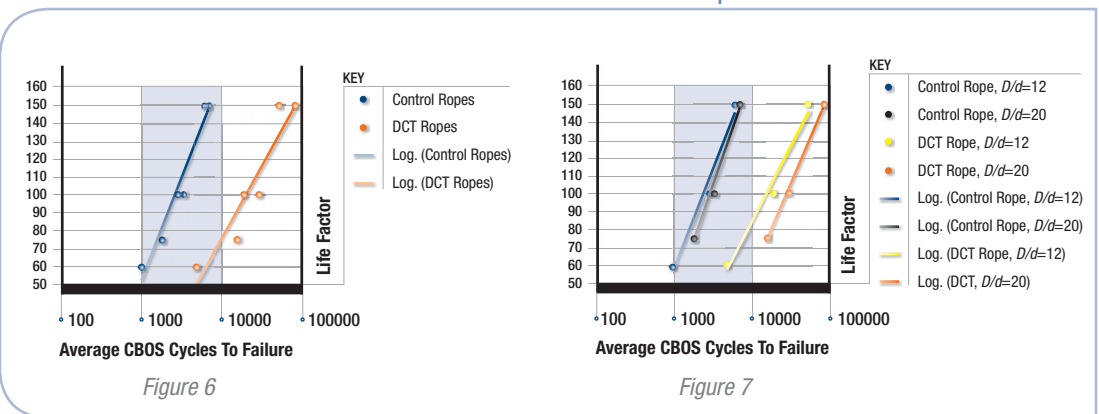 160
150
140
130
120
110
100
90
80
70
60
50
Life Factor
100
1000
10000
100000
Average CBOS Cycles To Failure
KEY
Control Ropes
DCT Ropes
Log. (Control Ropes)
Log. (DCT Ropes)
Figure 6
160
150
140
130
120
110
100
90
80
70
60
50
Life Factor
100
1000
10000
100000
Average CBOS Cycles To Failure
KEY
Control Rope, D/d=12
Control Rope, D/d=20
DCT Rope, D/d=12
DCT Rope, D/d=20
Log. (Control Rope, D/d=12)
Log. (Control Rope, D/d=20)
Log. (DCT Rope, D/d=12)
Log. (DCT, D/d=20)
Figure 7